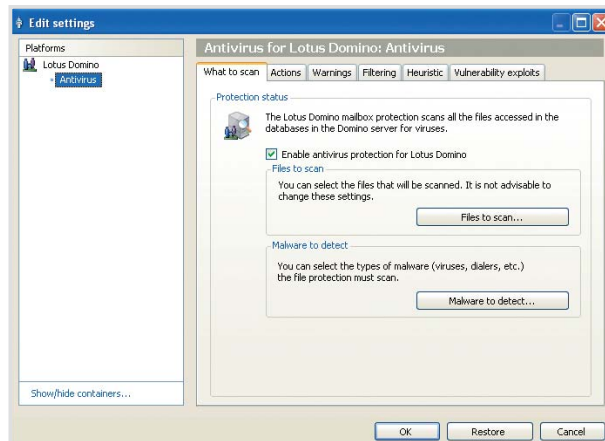 Edit settings
Platforms
Lotus Domino
Antivirus
Show/hide containers...
Antivirus for Lotus Domino: Antivirus
What to scan Actions Warnings Filtering Heuristic Vulnerability exploits
Protection status
The Lotus Domino mailbox protection scans all the files accessed in the
databases in the Domino server for viruses.
Enable antivirus protection for Lotus Domino
Files to scan
You can select the files that will be scanned. It is not advisable to
change these settings.
Files to scan...
Malware to detect
You can select the types of malware (viruses, dialers, etc.)
the file protection must scan.
Malware to detect...
OK Restore Cancel